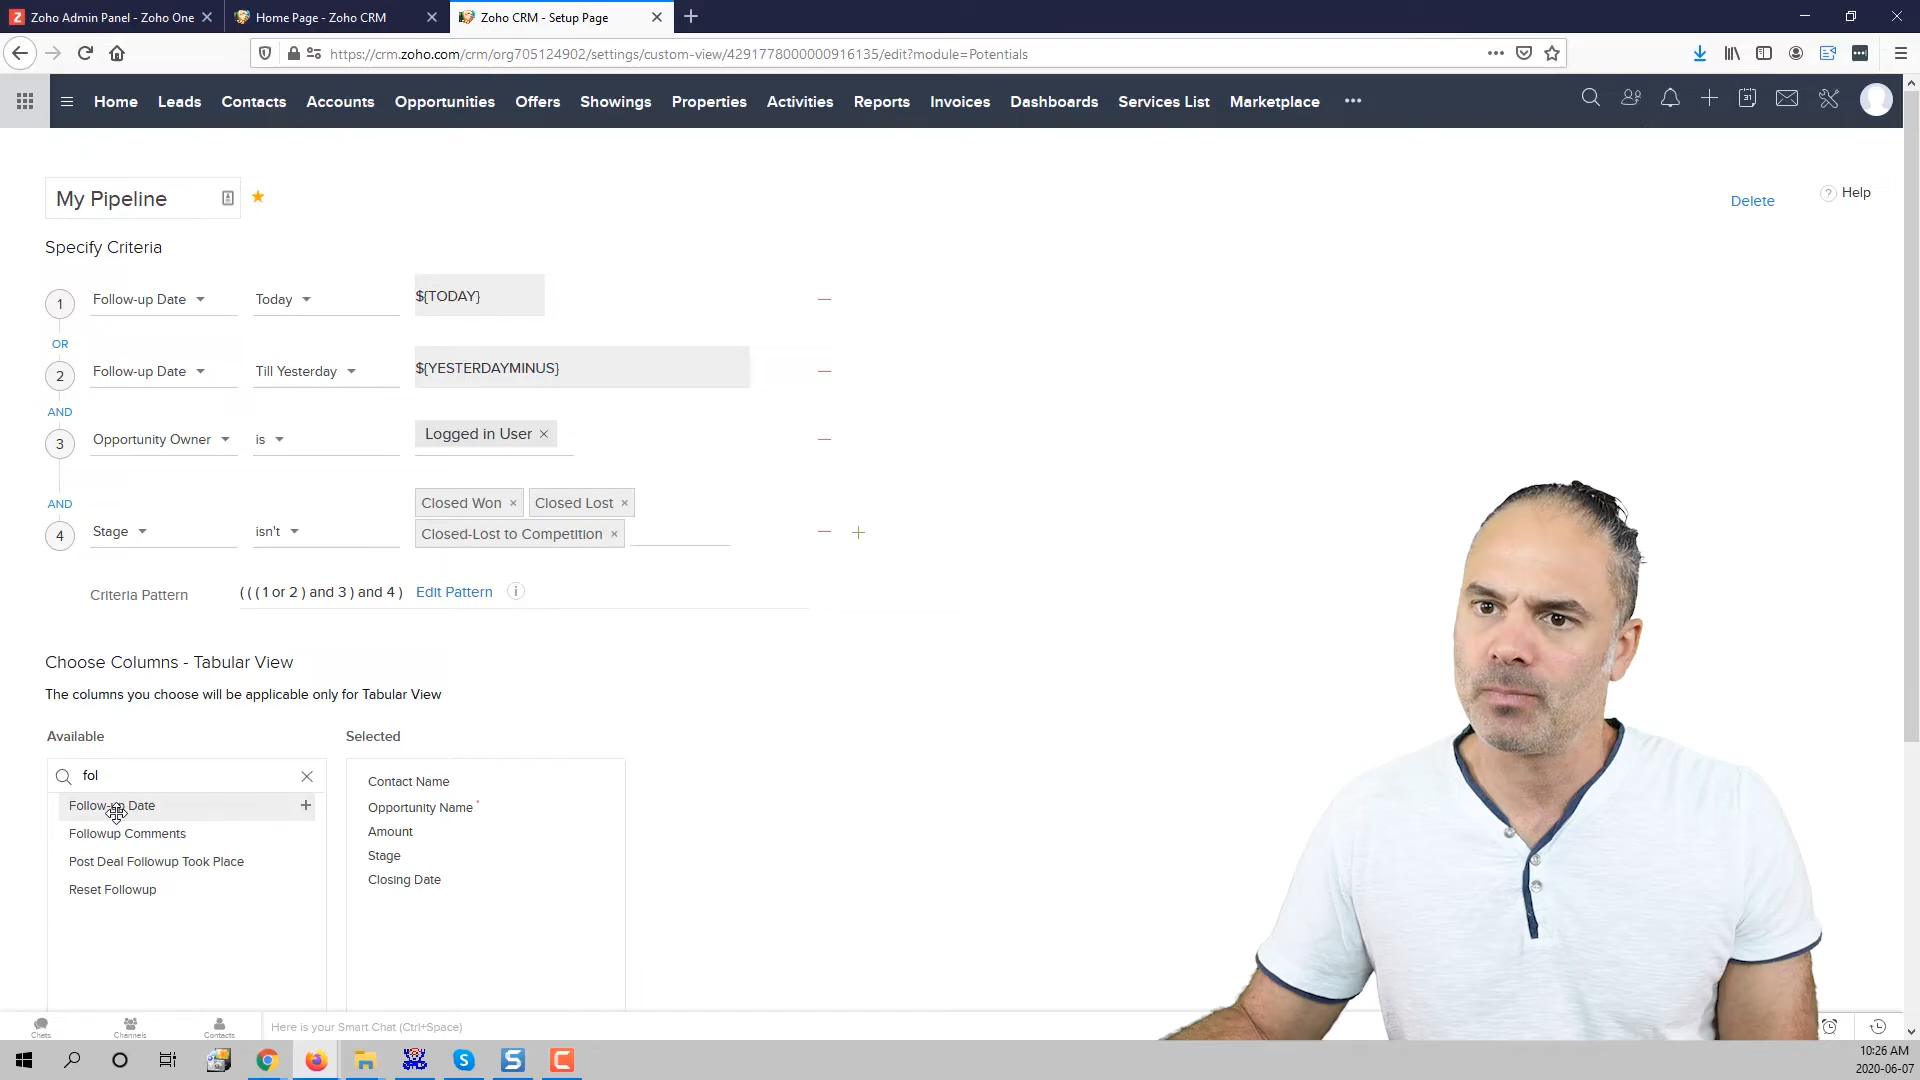 Zoho Admin Panel - Zoho One
Home Page - Zoho CRM
Zoho CRM - Setup Page
https://crm.zoho.com/crm/org705124902/settings/custom-view/4291778000000916135/edit?module=Potentials
Home Leads Contacts Accounts Opportunities Offers Showings Properties Activities Reports Invoices Dashboards Services List Marketplace
My Pipeline
Delete
? Help
Specify Criteria
1 Follow-up Date Today ${TODAY}
OR
2 Follow-up Date Till Yesterday ${YESTERDAYMINUS}
AND
3 Opportunity Owner is Logged in User ×
AND
Closed Won × Closed Lost ×
4 Stage isn't Closed-Lost to Competition ×
Criteria Pattern ( ( ( 1 or 2 ) and 3 ) and 4 ) Edit Pattern i
Choose Columns - Tabular View
The columns you choose will be applicable only for Tabular View
Available
fol
Follow-up Date
Followup Comments
Post Deal Followup Took Place
Reset Followup
Selected
Contact Name
Opportunity Name *
Amount
Stage
Closing Date
Chats Channels Contacts Here is your Smart Chat (Ctrl+Space)
10:26 AM
2020-06-07